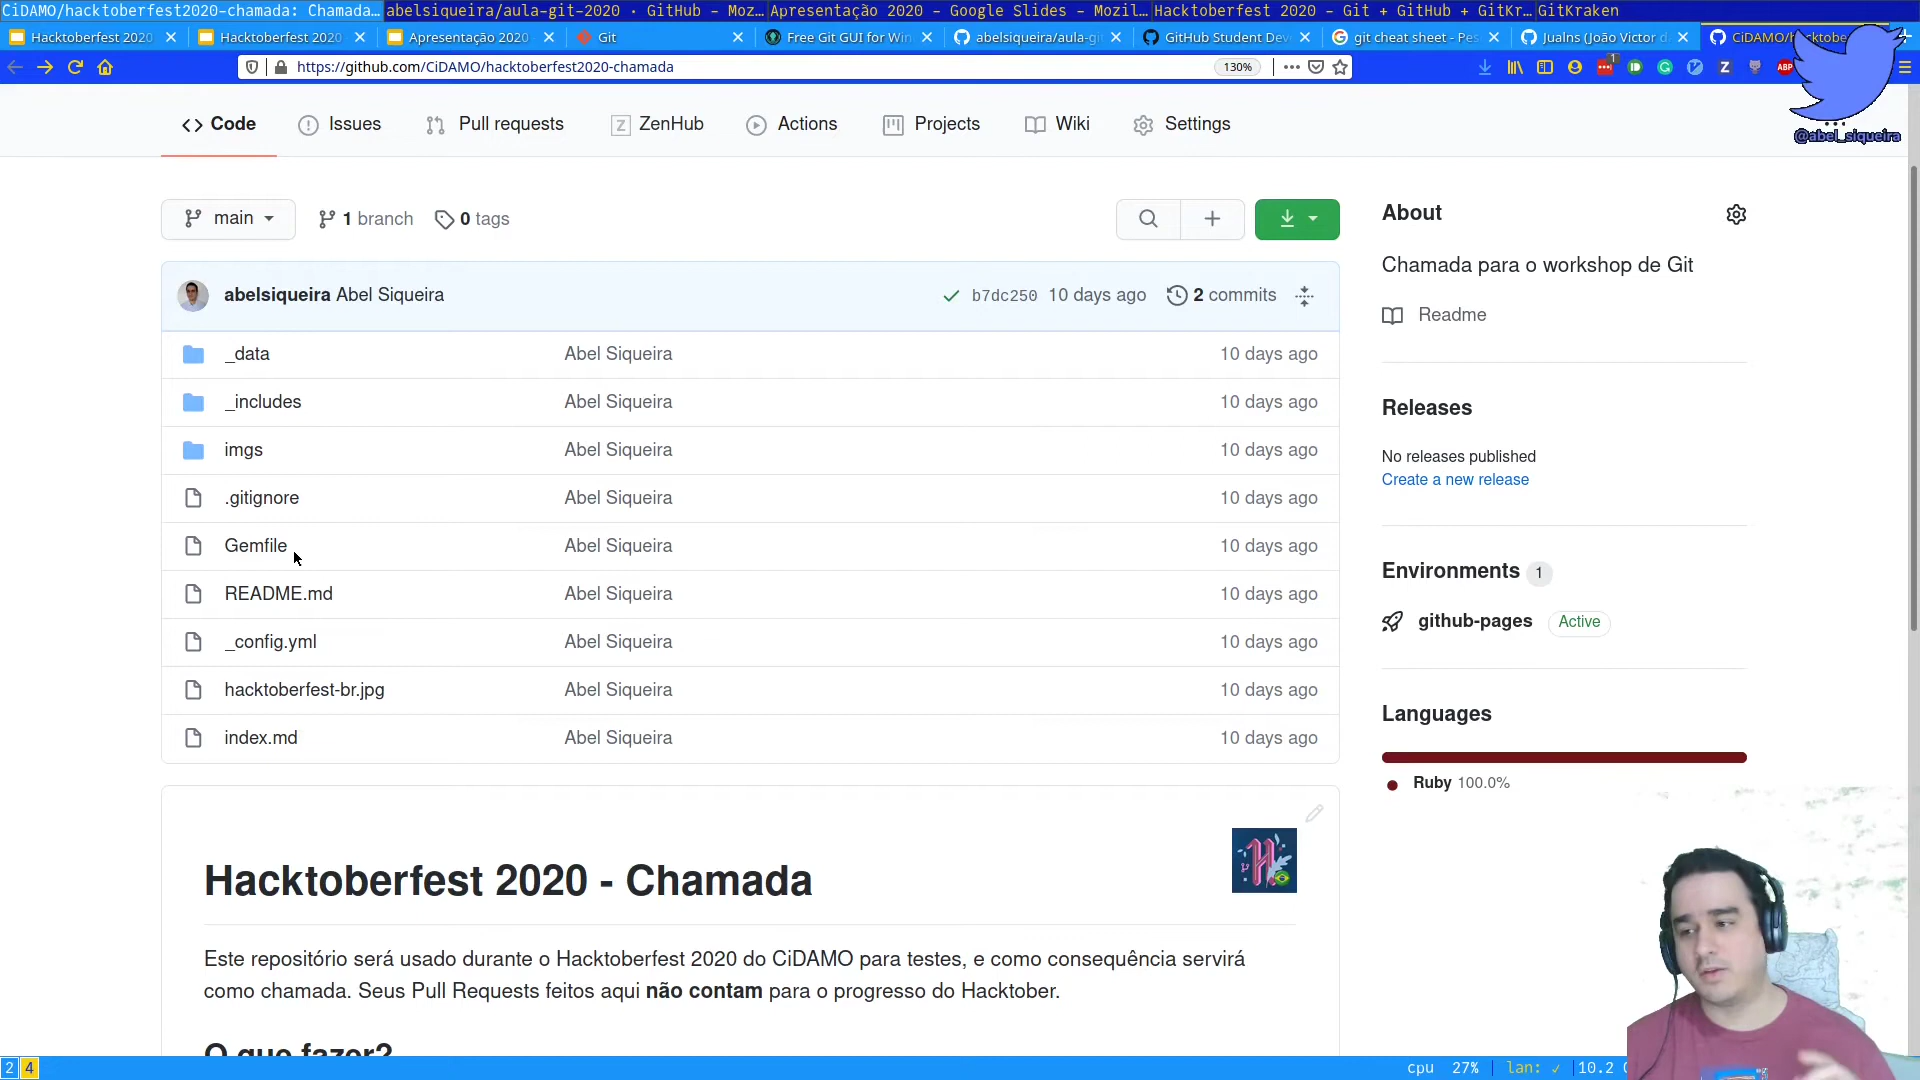 CiDAMO/hacktoberfest2020-chamada: Chamada… abelsiqueira/aula-git-2020 · GitHub – Moz… Apresentação 2020 – Google Slides – Mozil… Hacktoberfest 2020 – Git + GitHub + GitKr… GitKraken
Hacktoberfest 2020 Hacktoberfest 2020 Apresentação 2020 Git Free Git GUI for Win abelsiqueira/aula-gi GitHub Student Dev git cheat sheet - Pes Jualns (João Victor d CiDAMO/hacktobe
https://github.com/CiDAMO/hacktoberfest2020-chamada 130% 1 Z ABP
@abel_siqueira
Code Issues Pull requests ZenHub Actions Projects Wiki Settings
main 1 branch 0 tags
About
Chamada para o workshop de Git
Readme
abelsiqueira Abel Siqueira b7dc250 10 days ago 2 commits
_data Abel Siqueira 10 days ago
_includes Abel Siqueira 10 days ago
imgs Abel Siqueira 10 days ago
.gitignore Abel Siqueira 10 days ago
Gemfile Abel Siqueira 10 days ago
README.md Abel Siqueira 10 days ago
_config.yml Abel Siqueira 10 days ago
hacktoberfest-br.jpg Abel Siqueira 10 days ago
index.md Abel Siqueira 10 days ago
Releases
No releases published
Create a new release
Environments 1
github-pages Active
Languages
Ruby 100.0%
Hacktoberfest 2020 - Chamada
Este repositório será usado durante o Hacktoberfest 2020 do CiDAMO para testes, e como consequência servirá
como chamada. Seus Pull Requests feitos aqui não contam para o progresso do Hacktober.
O que fazer?
2 4 cpu 27% lan: ✓ 10.2